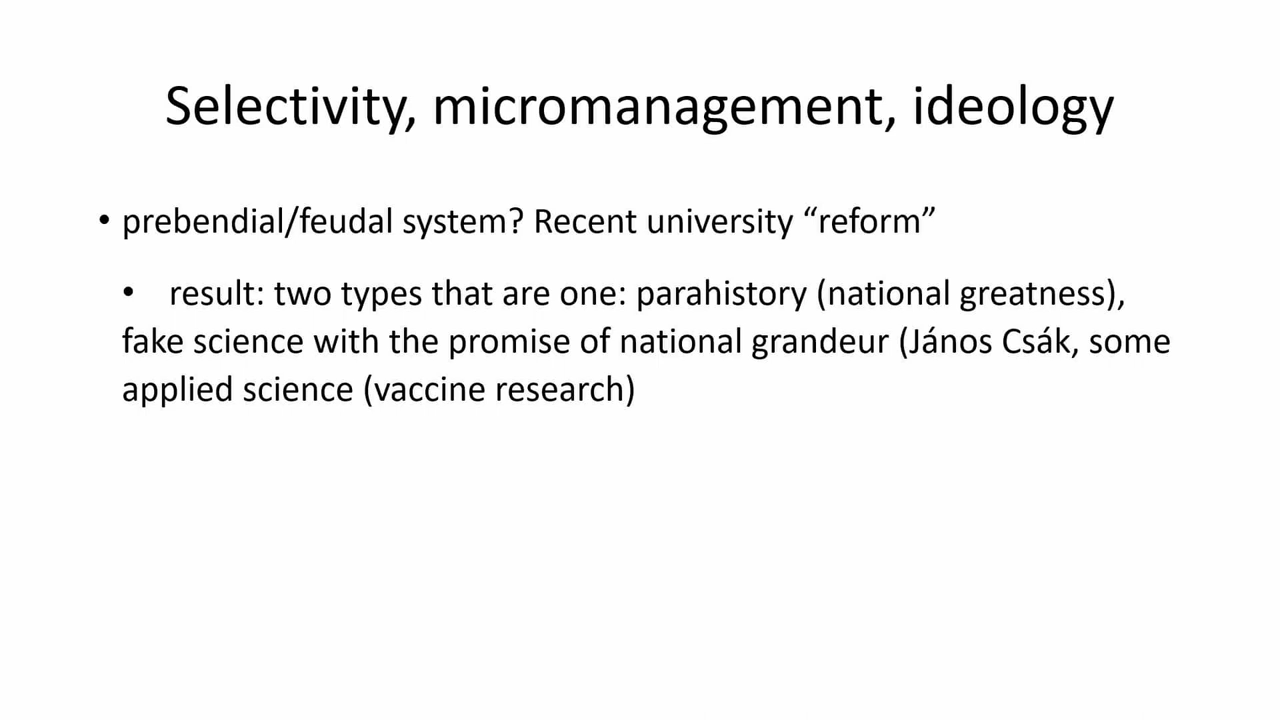 Selectivity, micromanagement, ideology
• prebendial/feudal system? Recent university “reform”
• result: two types that are one: parahistory (national greatness),
fake science with the promise of national grandeur (János Csák, some
applied science (vaccine research)